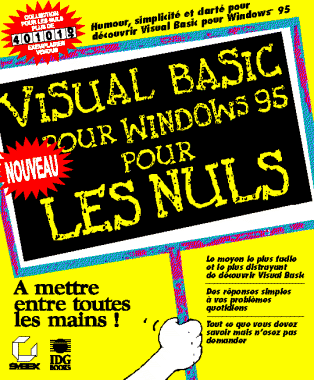 COLLECTION
POUR LES NULS
PLUS DE
EXEMPLAIRES
VENDUS
Humour, simplicité et clarté pour
découvrir Visual Basic pour Windows 95
VISUAL BASIC
POUR WINDOWS 95
POUR
LES NULS
NOUVEAU
A mettre
entre toutes
les mains !
Le moyen le plus facile
et le plus distrayant
de découvrir Visual Basic
Des réponses simples
à vos problèmes
quotidiens
Tout ce que vous devez
savoir mais n'osez pas
demander
SYBEX
IDG
BOOKS